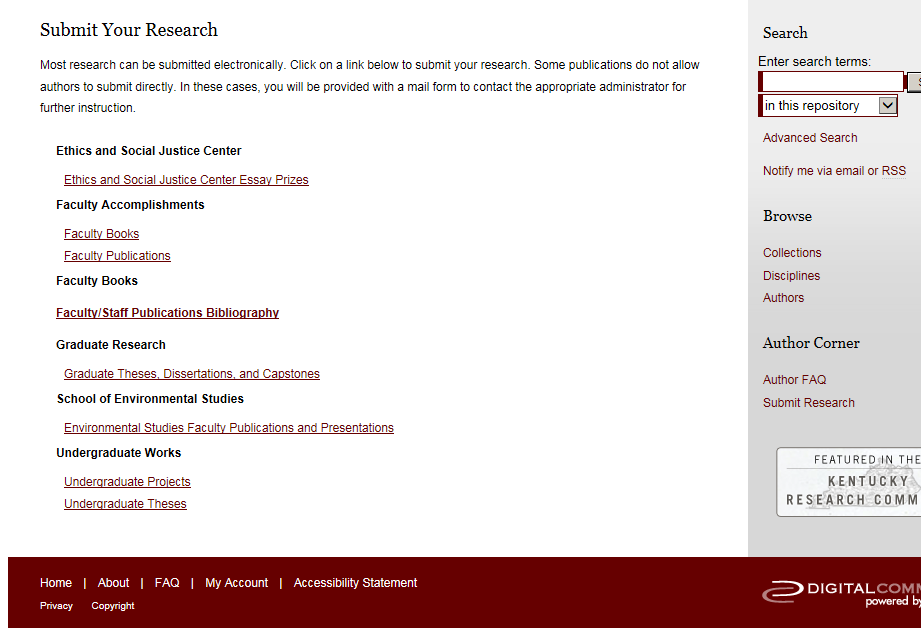 Submit Your Research
Most research can be submitted electronically. Click on a link below to submit your research. Some publications do not allow
authors to submit directly. In these cases, you will be provided with a mail form to contact the appropriate administrator for
further instruction.
Ethics and Social Justice Center
Ethics and Social Justice Center Essay Prizes
Faculty Accomplishments
Faculty Books
Faculty Publications
Faculty Books
Faculty/Staff Publications Bibliography
Graduate Research
Graduate Theses, Dissertations, and Capstones
School of Environmental Studies
Environmental Studies Faculty Publications and Presentations
Undergraduate Works
Undergraduate Projects
Undergraduate Theses
Search
Enter search terms:
in this repository
Advanced Search
Notify me via email or RSS
Browse
Collections
Disciplines
Authors
Author Corner
Author FAQ
Submit Research
FEATURED IN THE
KENTUCKY
RESEARCH COMM
Home | About | FAQ | My Account | Accessibility Statement
Privacy Copyright
DIGITALCOMM
powered by